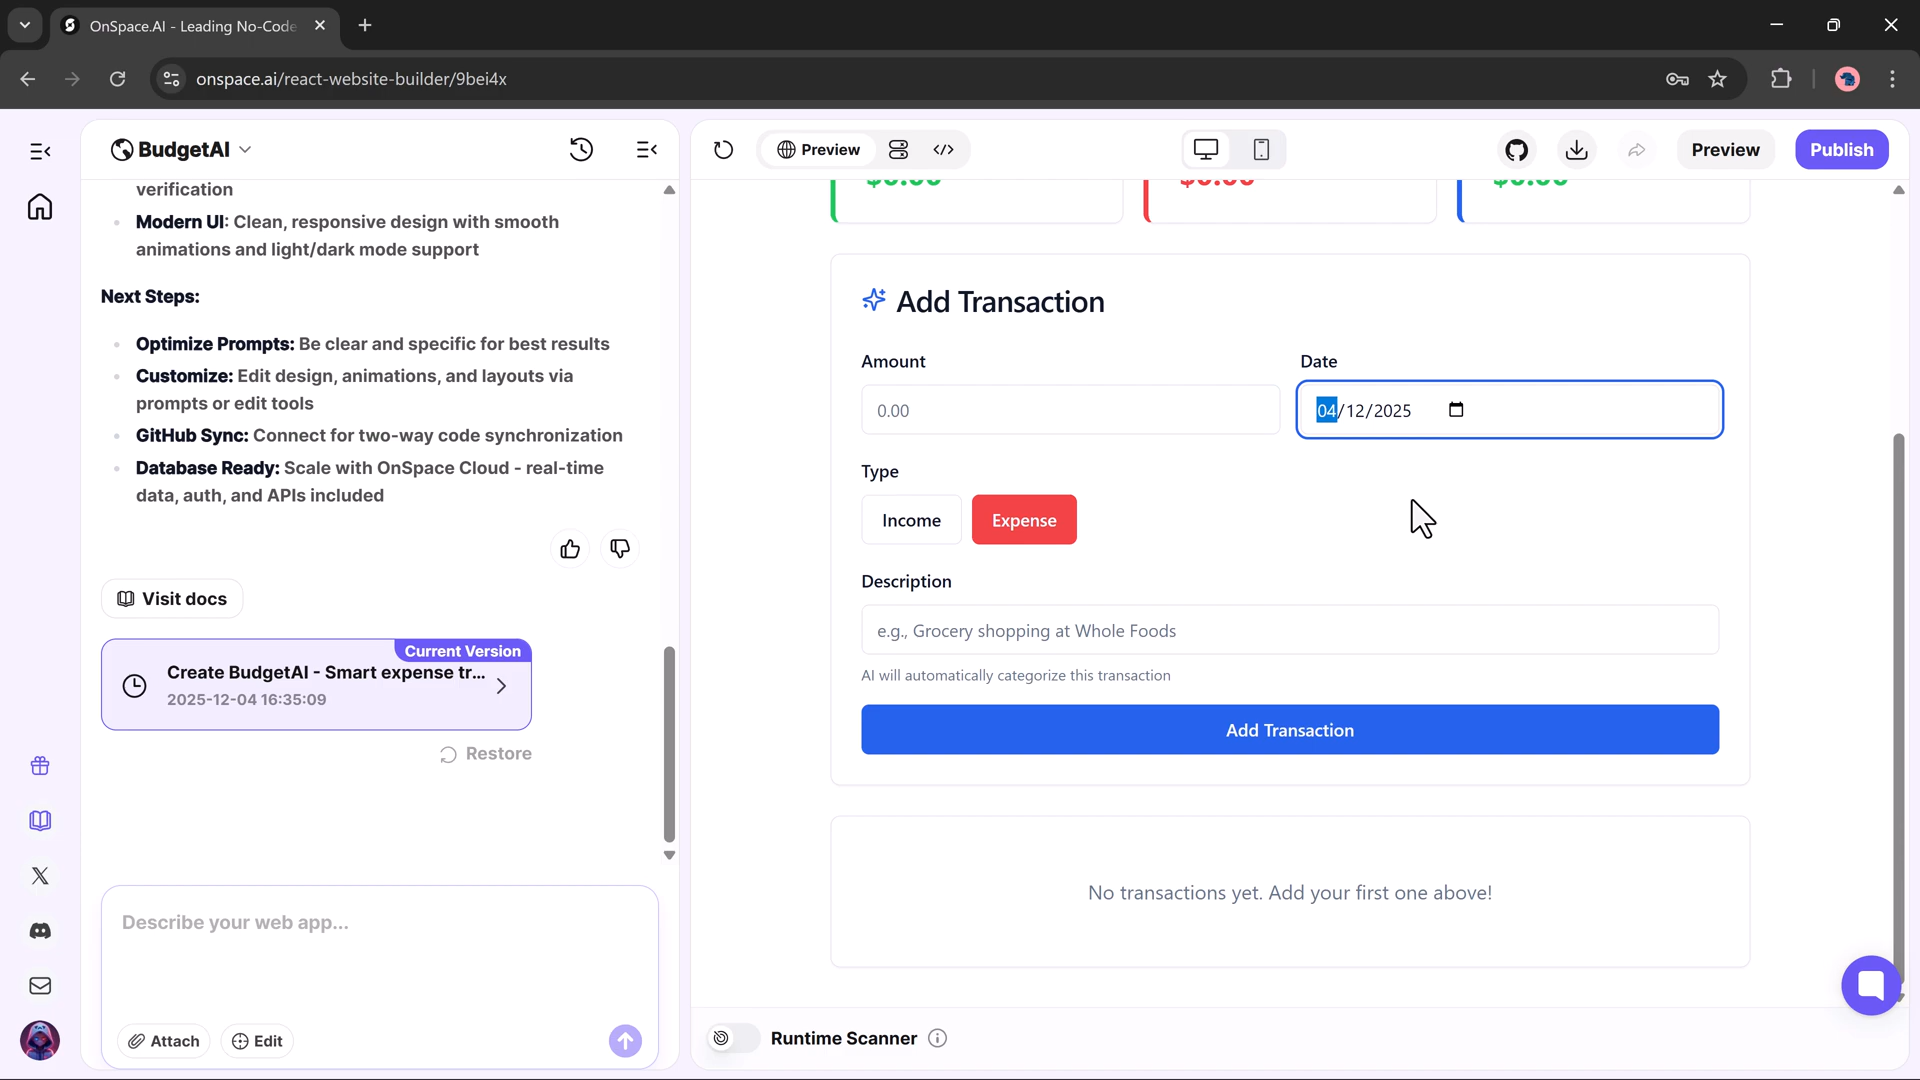 OnSpace.AI - Leading No-Code
onspace.ai/react-website-builder/9bei4x
BudgetAI
Preview
Preview
Publish
verification
Modern UI: Clean, responsive design with smooth
animations and light/dark mode support
Next Steps:
Optimize Prompts: Be clear and specific for best results
Customize: Edit design, animations, and layouts via
prompts or edit tools
GitHub Sync: Connect for two-way code synchronization
Database Ready: Scale with OnSpace Cloud - real-time
data, auth, and APIs included
Visit docs
Current Version
Create BudgetAI - Smart expense tr...
2025-12-04 16:35:09
Restore
Describe your web app...
Attach
Edit
Add Transaction
Amount
Date
0.00
04/12/2025
Type
Income
Expense
Description
e.g., Grocery shopping at Whole Foods
AI will automatically categorize this transaction
Add Transaction
No transactions yet. Add your first one above!
Runtime Scanner